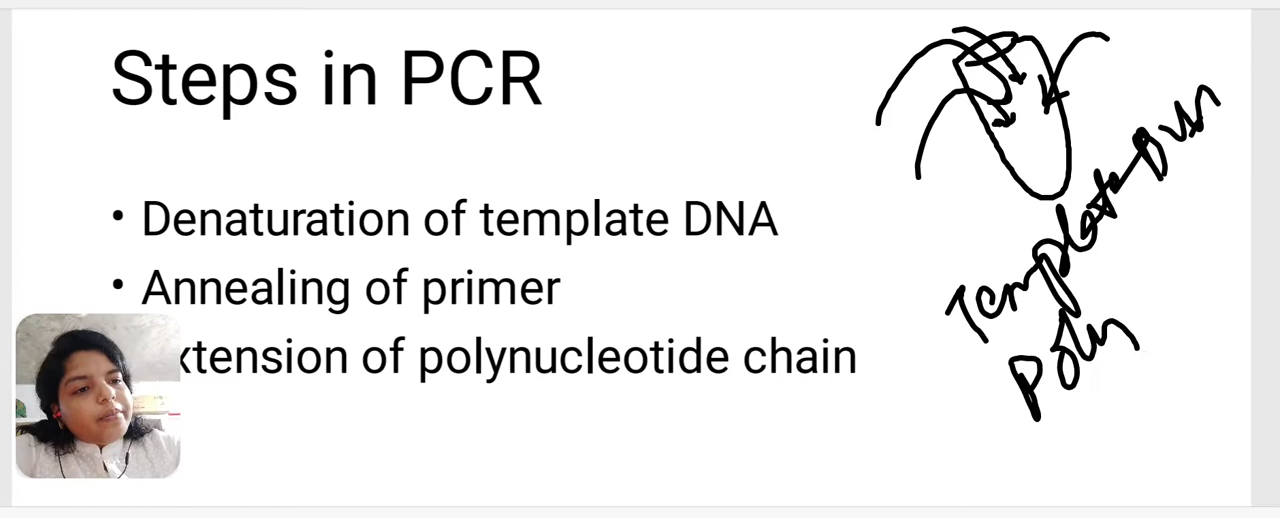 Steps in PCR
• Denaturation of template DNA
• Annealing of primer
xtension of polynucleotide chain
Template
Poly